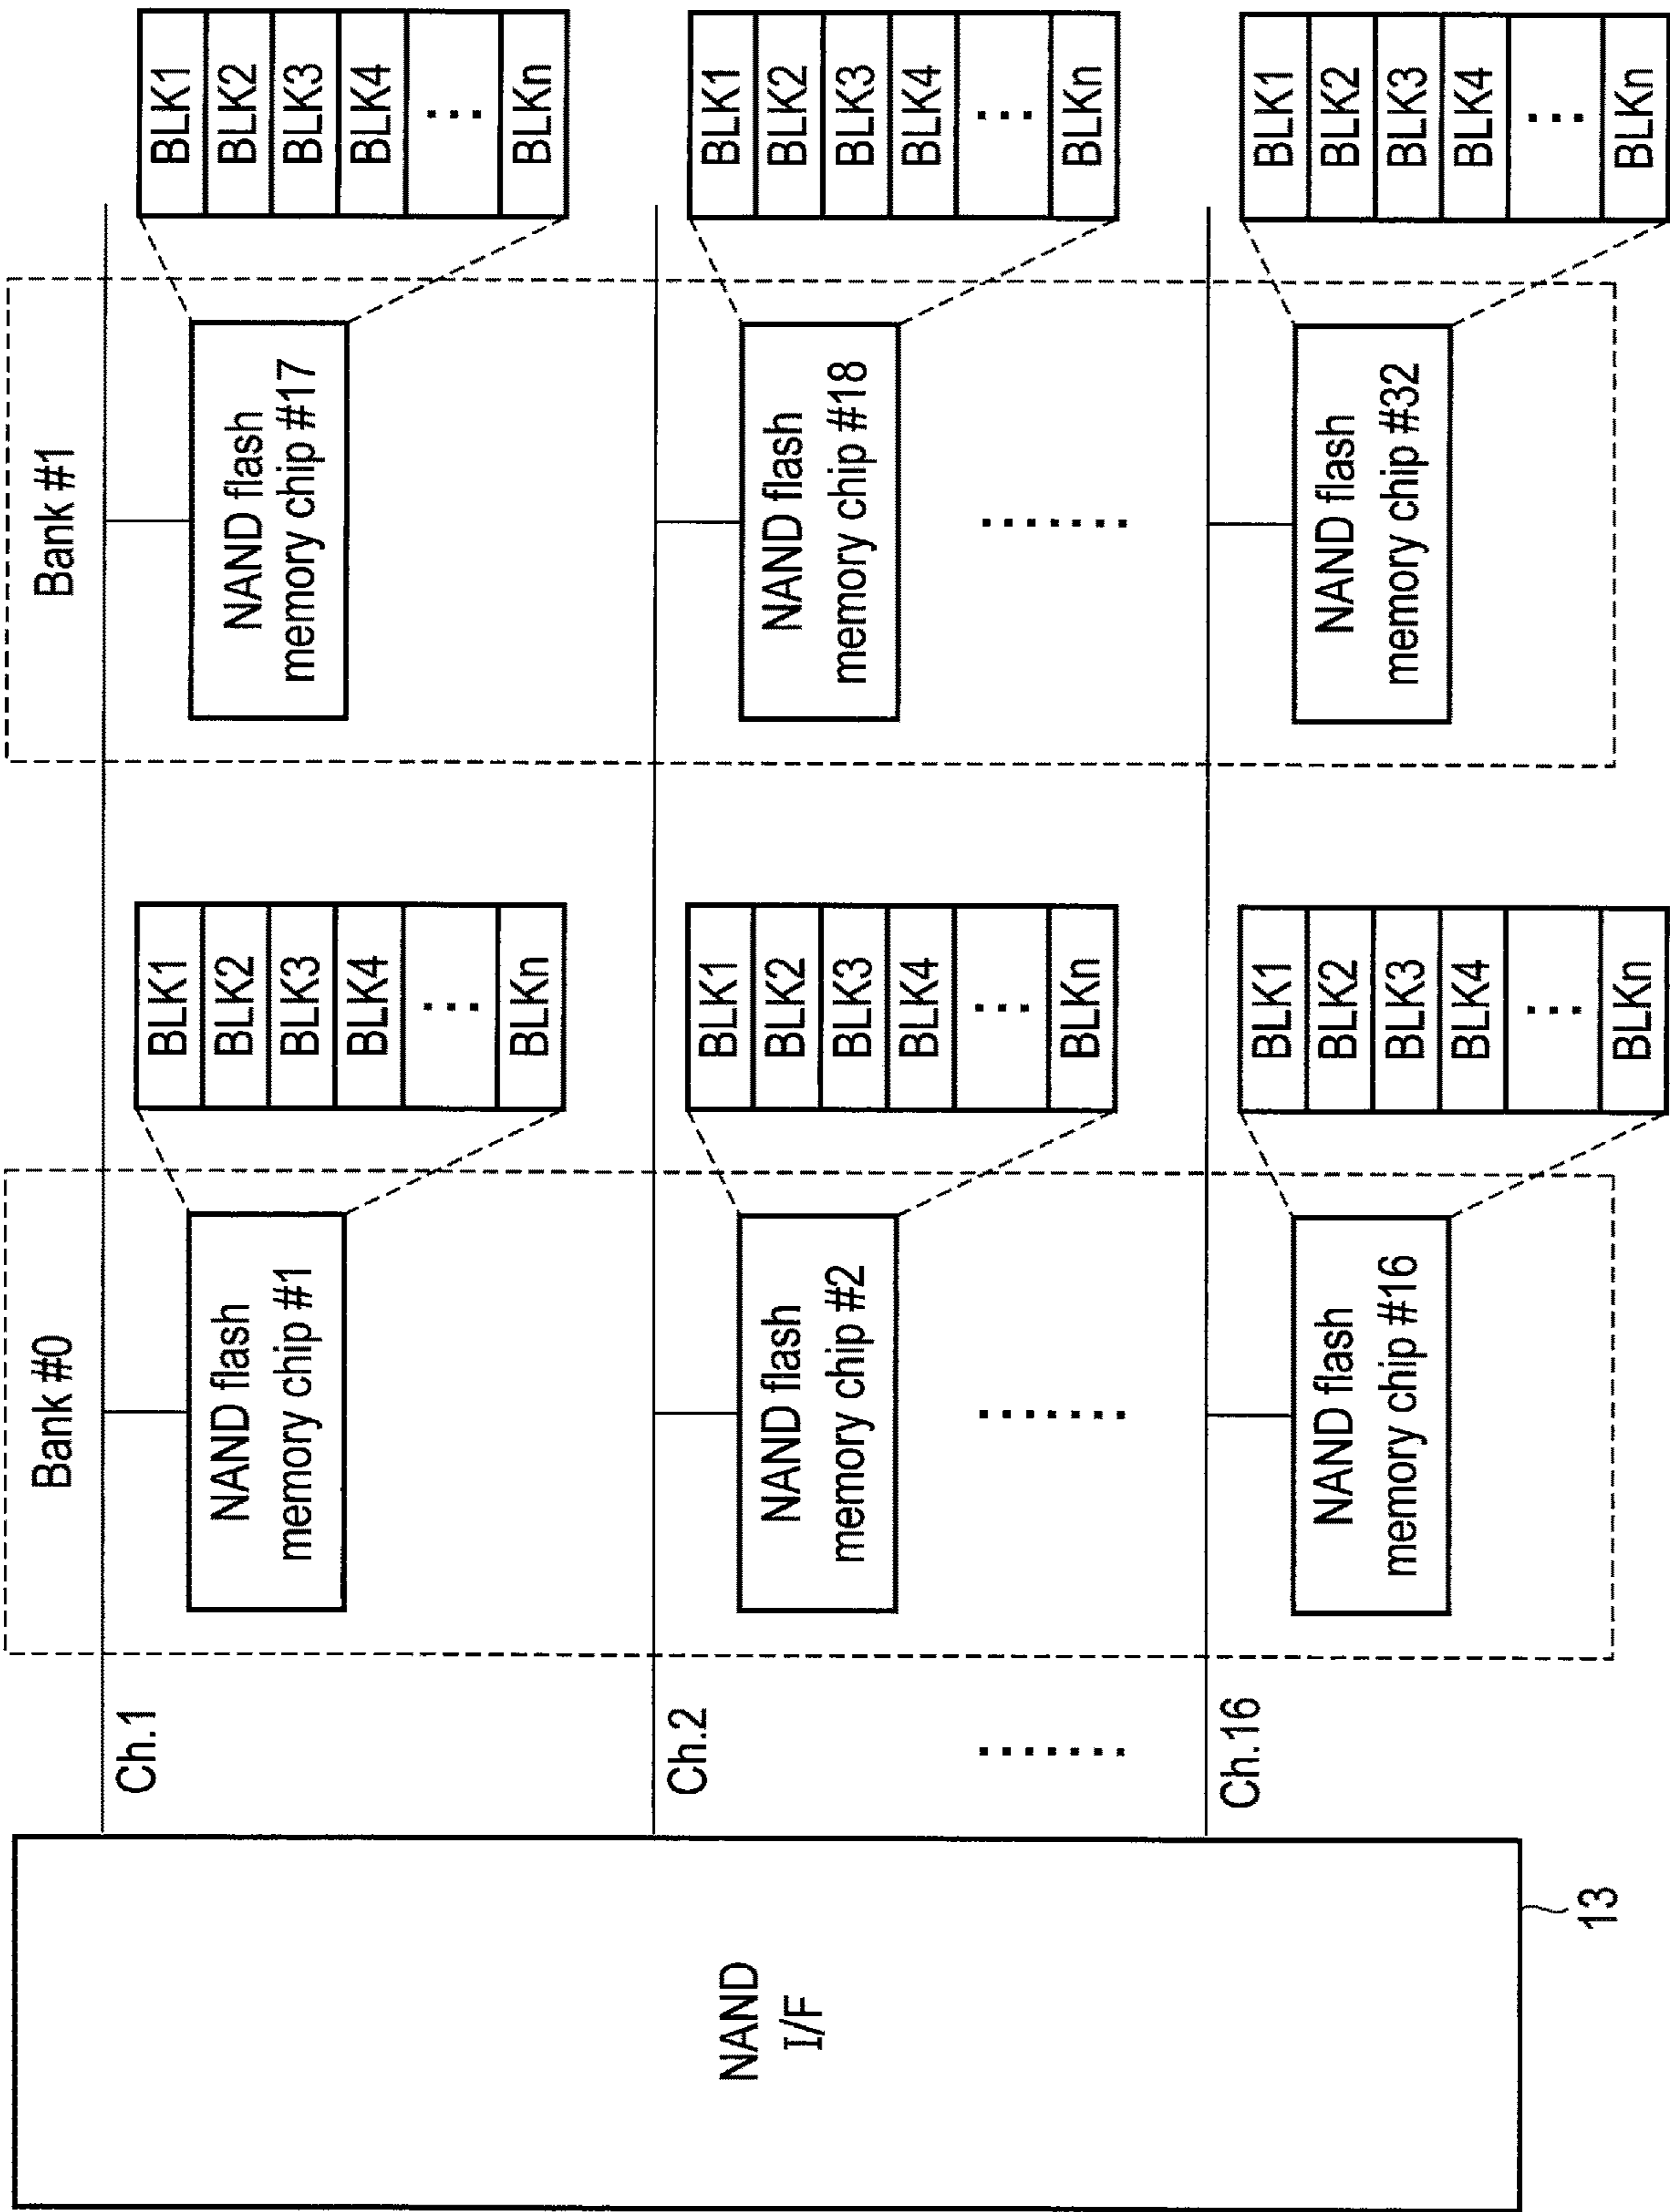 Bank #0
Bank #1
NAND
I/F
13
Ch.1
NAND flash
memory chip #1
BLK1
BLK2
BLK3
BLK4
...
BLKn
NAND flash
memory chip #17
BLK1
BLK2
BLK3
BLK4
...
BLKn
Ch.2
NAND flash
memory chip #2
BLK1
BLK2
BLK3
BLK4
...
BLKn
NAND flash
memory chip #18
BLK1
BLK2
BLK3
BLK4
...
BLKn
.......
.......
.......
Ch.16
NAND flash
memory chip #16
BLK1
BLK2
BLK3
BLK4
...
BLKn
NAND flash
memory chip #32
BLK1
BLK2
BLK3
BLK4
...
BLKn